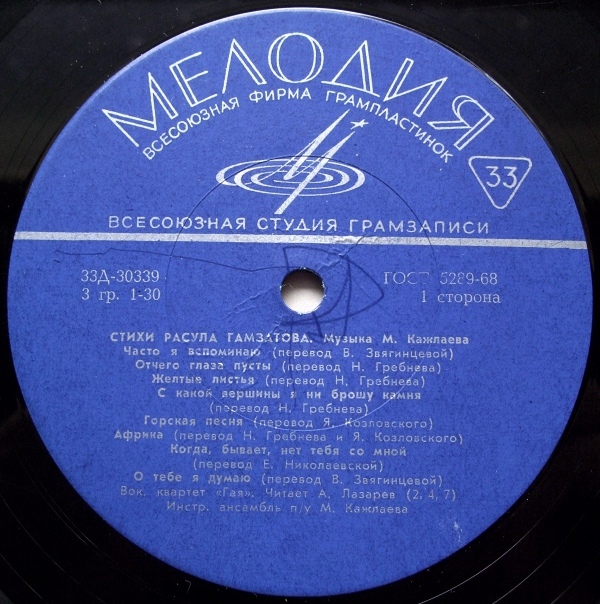 МЕЛОДИЯ
ВСЕСОЮЗНАЯ ФИРМА ГРАМПЛАСТИНОК
33
ВСЕСОЮЗНАЯ СТУДИЯ ГРАМЗАПИСИ
33Д-30339
3 гр. 1-30
ГОСТ 5289-68
1 сторона
СТИХИ РАСУЛА ГАМЗАТОВА. Музыка М. Кажлаева
Часто я вспоминаю (перевод В. Звягинцевой)
Отчего глаза пусты (перевод Н. Гребнева)
Желтые листья (перевод Н. Гребнева)
С какой вершины я ни брошу камня
(перевод Н. Гребнева)
Горская песня (перевод Я. Козловского)
Африка (перевод Н. Гребнева и Я. Козловского)
Когда, бывает, нет тебя со мной
(перевод Е. Николаевской)
О тебе я думаю (перевод В. Звягинцевой)
Вок. квартет «Гая». Читает А. Лазарев (2, 4, 7)
Инстр. ансамбль п/у М. Кажлаева